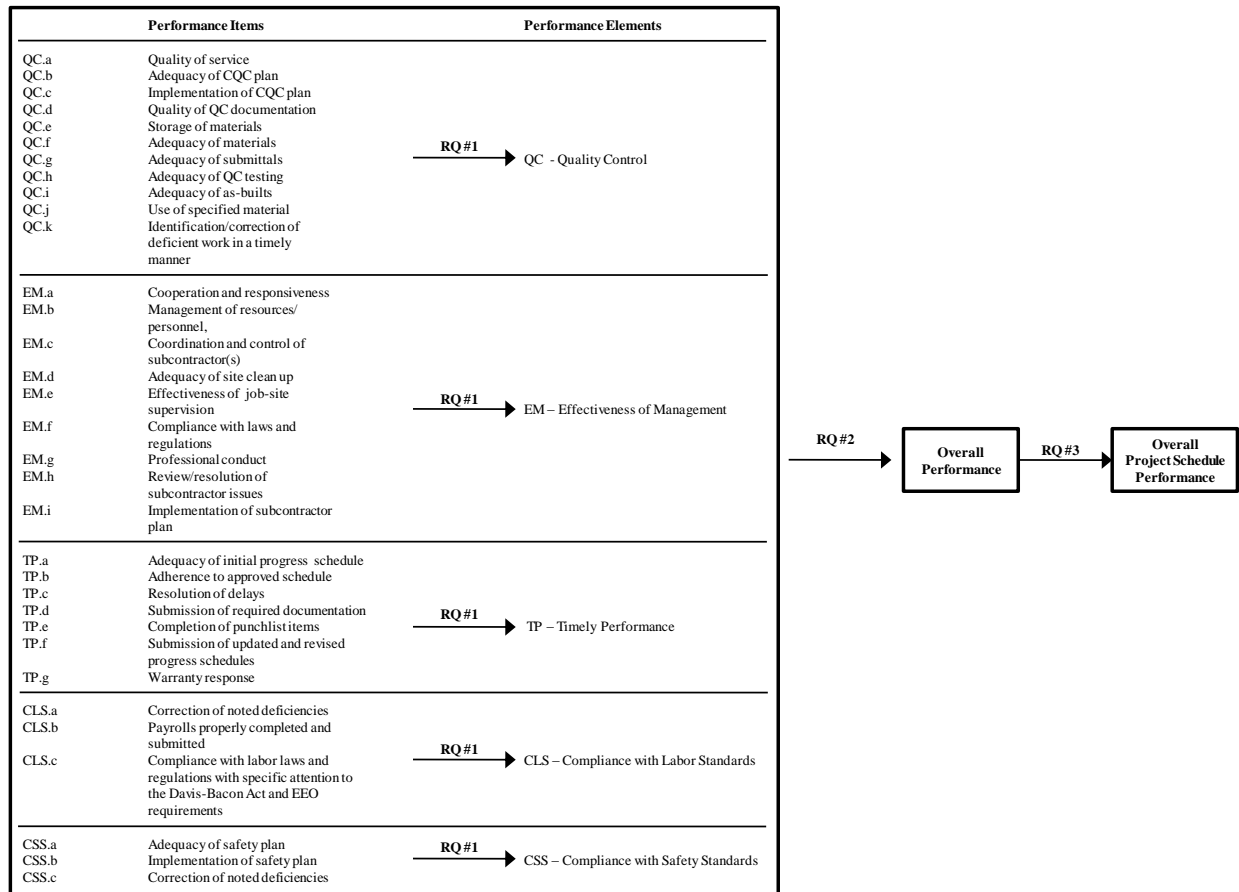 Performance Items Performance Elements
QC.a Quality of service
QC.b Adequacy of CQC plan
QC.c Implementation of CQC plan
QC.d Quality of QC documentation
QC.e Storage of materials
QC.f Adequacy of materials
QC.g Adequacy of submittals
QC.h Adequacy of QC testing
QC.i Adequacy of as-builts
QC.j Use of specified material
QC.k Identification/correction of
deficient work in a timely
manner
RQ #1
QC - Quality Control
EM.a Cooperation and responsiveness
EM.b Management of resources/
personnel,
EM.c Coordination and control of
subcontractor(s)
EM.d Adequacy of site clean up
EM.e Effectiveness of job-site
supervision
EM.f Compliance with laws and
regulations
EM.g Professional conduct
EM.h Review/resolution of
subcontractor issues
EM.i Implementation of subcontractor
plan
RQ #1
EM – Effectiveness of Management
TP.a Adequacy of initial progress schedule
TP.b Adherence to approved schedule
TP.c Resolution of delays
TP.d Submission of required documentation
TP.e Completion of punchlist items
TP.f Submission of updated and revised
progress schedules
TP.g Warranty response
RQ #1
TP – Timely Performance
CLS.a Correction of noted deficiencies
CLS.b Payrolls properly completed and
submitted
CLS.c Compliance with labor laws and
regulations with specific attention to
the Davis-Bacon Act and EEO
requirements
RQ #1
CLS – Compliance with Labor Standards
CSS.a Adequacy of safety plan
CSS.b Implementation of safety plan
CSS.c Correction of noted deficiencies
RQ #1
CSS – Compliance with Safety Standards
RQ #2
Overall
Performance
RQ #3
Overall
Project Schedule
Performance